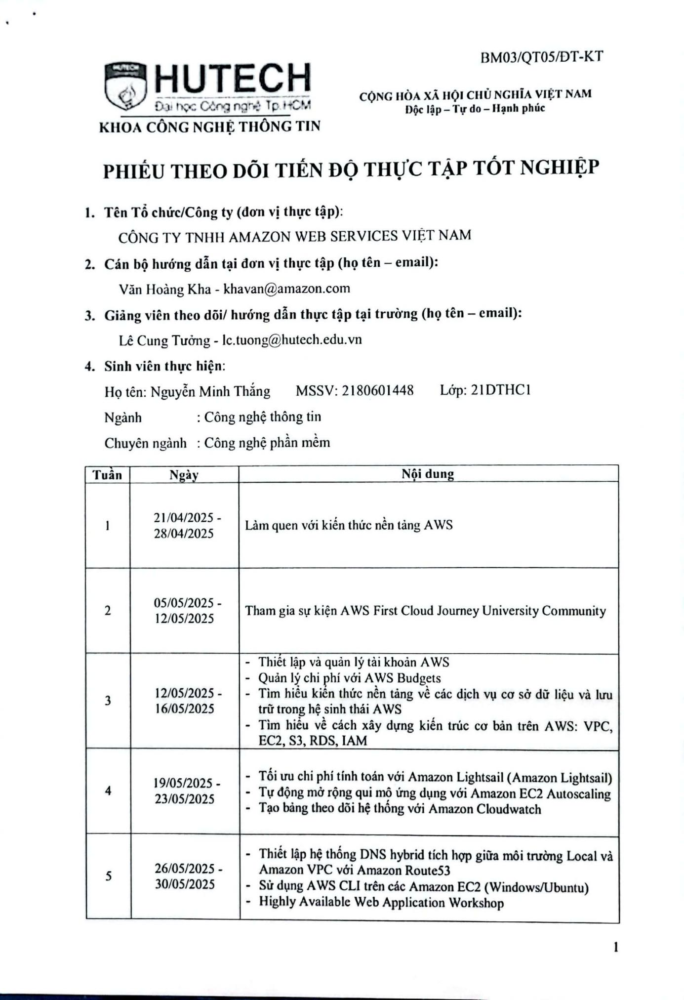 BM03/QT05/ĐT-KT
HUTECH
HUTECH
Đại học Công nghệ Tp.HCM
KHOA CÔNG NGHỆ THÔNG TIN
CỘNG HÒA XÃ HỘI CHỦ NGHĨA VIỆT NAM
Độc lập – Tự do – Hạnh phúc
PHIẾU THEO DÕI TIẾN ĐỘ THỰC TẬP TỐT NGHIỆP
1. Tên Tổ chức/Công ty (đơn vị thực tập):
CÔNG TY TNHH AMAZON WEB SERVICES VIỆT NAM
2. Cán bộ hướng dẫn tại đơn vị thực tập (họ tên – email):
Văn Hoàng Kha - khavan@amazon.com
3. Giảng viên theo dõi/ hướng dẫn thực tập tại trường (họ tên – email):
Lê Cung Tưởng - lc.tuong@hutech.edu.vn
4. Sinh viên thực hiện:
Họ tên: Nguyễn Minh Thắng MSSV: 2180601448 Lớp: 21DTHC1
Ngành : Công nghệ thông tin
Chuyên ngành : Công nghệ phần mềm
Tuần Ngày Nội dung
1
21/04/2025 -
28/04/2025
Làm quen với kiến thức nền tảng AWS
2
05/05/2025 -
12/05/2025
Tham gia sự kiện AWS First Cloud Journey University Community
3
12/05/2025 -
16/05/2025
- Thiết lập và quản lý tài khoản AWS
- Quản lý chi phí với AWS Budgets
- Tìm hiểu kiến thức nền tảng về các dịch vụ cơ sở dữ liệu và lưu
trữ trong hệ sinh thái AWS
- Tìm hiểu về cách xây dựng kiến trúc cơ bản trên AWS: VPC,
EC2, S3, RDS, IAM
4
19/05/2025 -
23/05/2025
- Tối ưu chi phí tính toán với Amazon Lightsail (Amazon Lightsail)
- Tự động mở rộng qui mô ứng dụng với Amazon EC2 Autoscaling
- Tạo bảng theo dõi hệ thống với Amazon Cloudwatch
5
26/05/2025 -
30/05/2025
- Thiết lập hệ thống DNS hybrid tích hợp giữa môi trường Local và
Amazon VPC với Amazon Route53
- Sử dụng AWS CLI trên các Amazon EC2 (Windows/Ubuntu)
- Highly Available Web Application Workshop
1